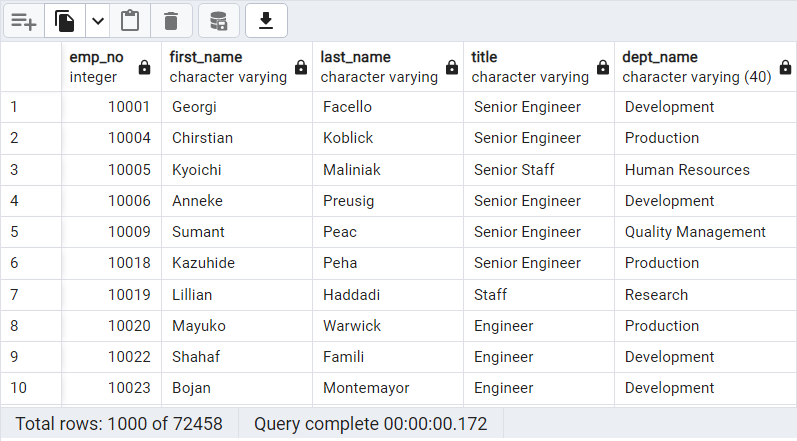 emp_no first_name last_name title dept_name
integer character varying character varying character varying character varying (40)
1 10001 Georgi Facello Senior Engineer Development
2 10004 Chirstian Koblick Senior Engineer Production
3 10005 Kyoichi Maliniak Senior Staff Human Resources
4 10006 Anneke Preusig Senior Engineer Development
5 10009 Sumant Peac Senior Engineer Quality Management
6 10018 Kazuhide Peha Senior Engineer Production
7 10019 Lillian Haddadi Staff Research
8 10020 Mayuko Warwick Engineer Production
9 10022 Shahaf Famili Engineer Development
10 10023 Bojan Montemayor Engineer Development
Total rows: 1000 of 72458 Query complete 00:00:00.172